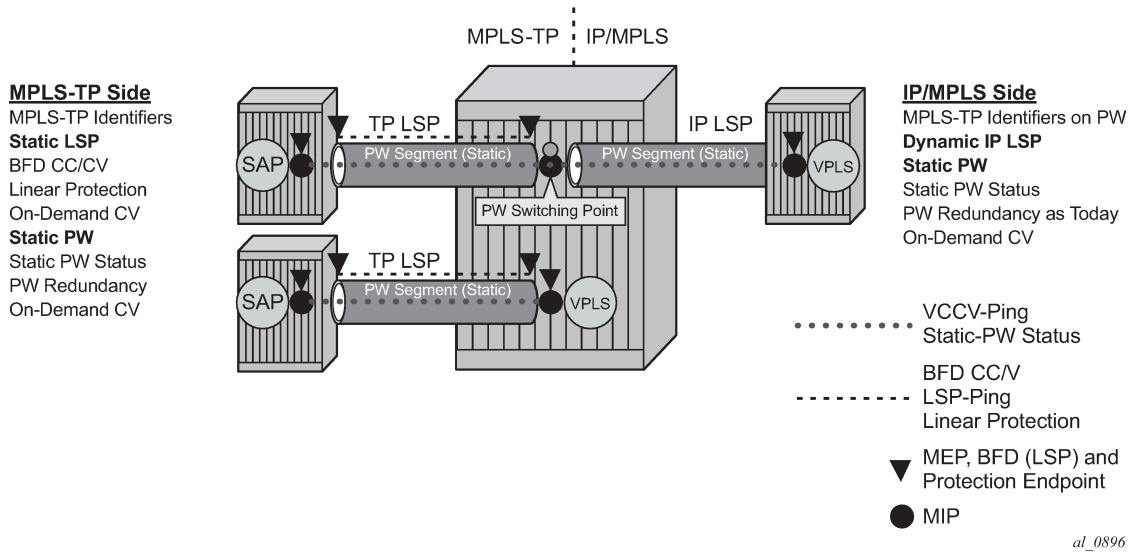 MPLS-TP
IP/MPLS
MPLS-TP Side
MPLS-TP Identifiers
Static LSP
BFD CC/CV
Linear Protection
On-Demand CV
Static PW
Static PW Status
PW Redundancy
On-Demand CV
SAP
TP LSP
PW Segment (Static)
PW Switching Point
IP LSP
PW Segment (Static)
VPLS
SAP
TP LSP
PW Segment (Static)
VPLS
IP/MPLS Side
MPLS-TP Identifiers on PW
Dynamic IP LSP
Static PW
Static PW Status
PW Redundancy as Today
On-Demand CV
VCCV-Ping
Static-PW Status
BFD CC/V
LSP-Ping
Linear Protection
MEP, BFD (LSP) and
Protection Endpoint
MIP
al_0896